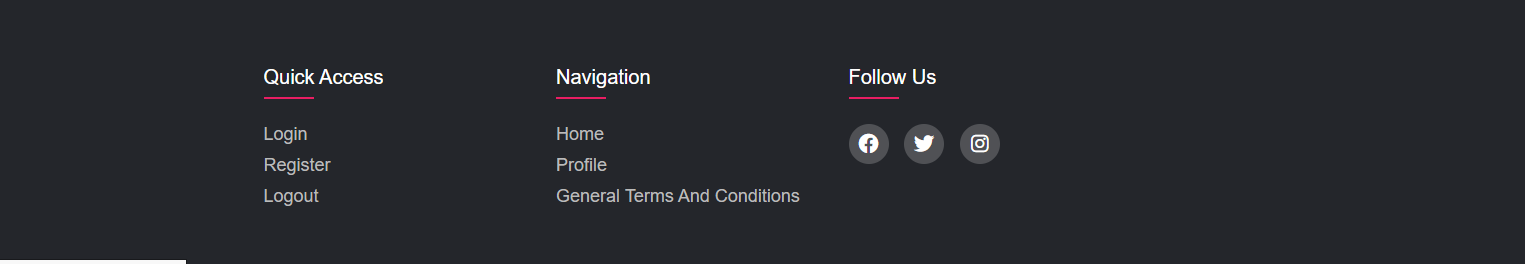 Quick Access
Login
Register
Logout
Navigation
Home
Profile
General Terms And Conditions
Follow Us